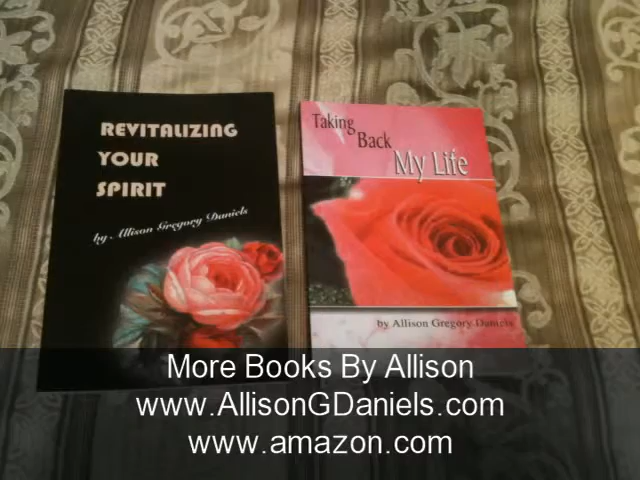 REVITALIZING
YOUR
SPIRIT
by Allison Gregory Daniels
Taking
Back
My Life
by Allison Gregory Daniels
More Books By Allison
www.AllisonGDaniels.com
www.amazon.com